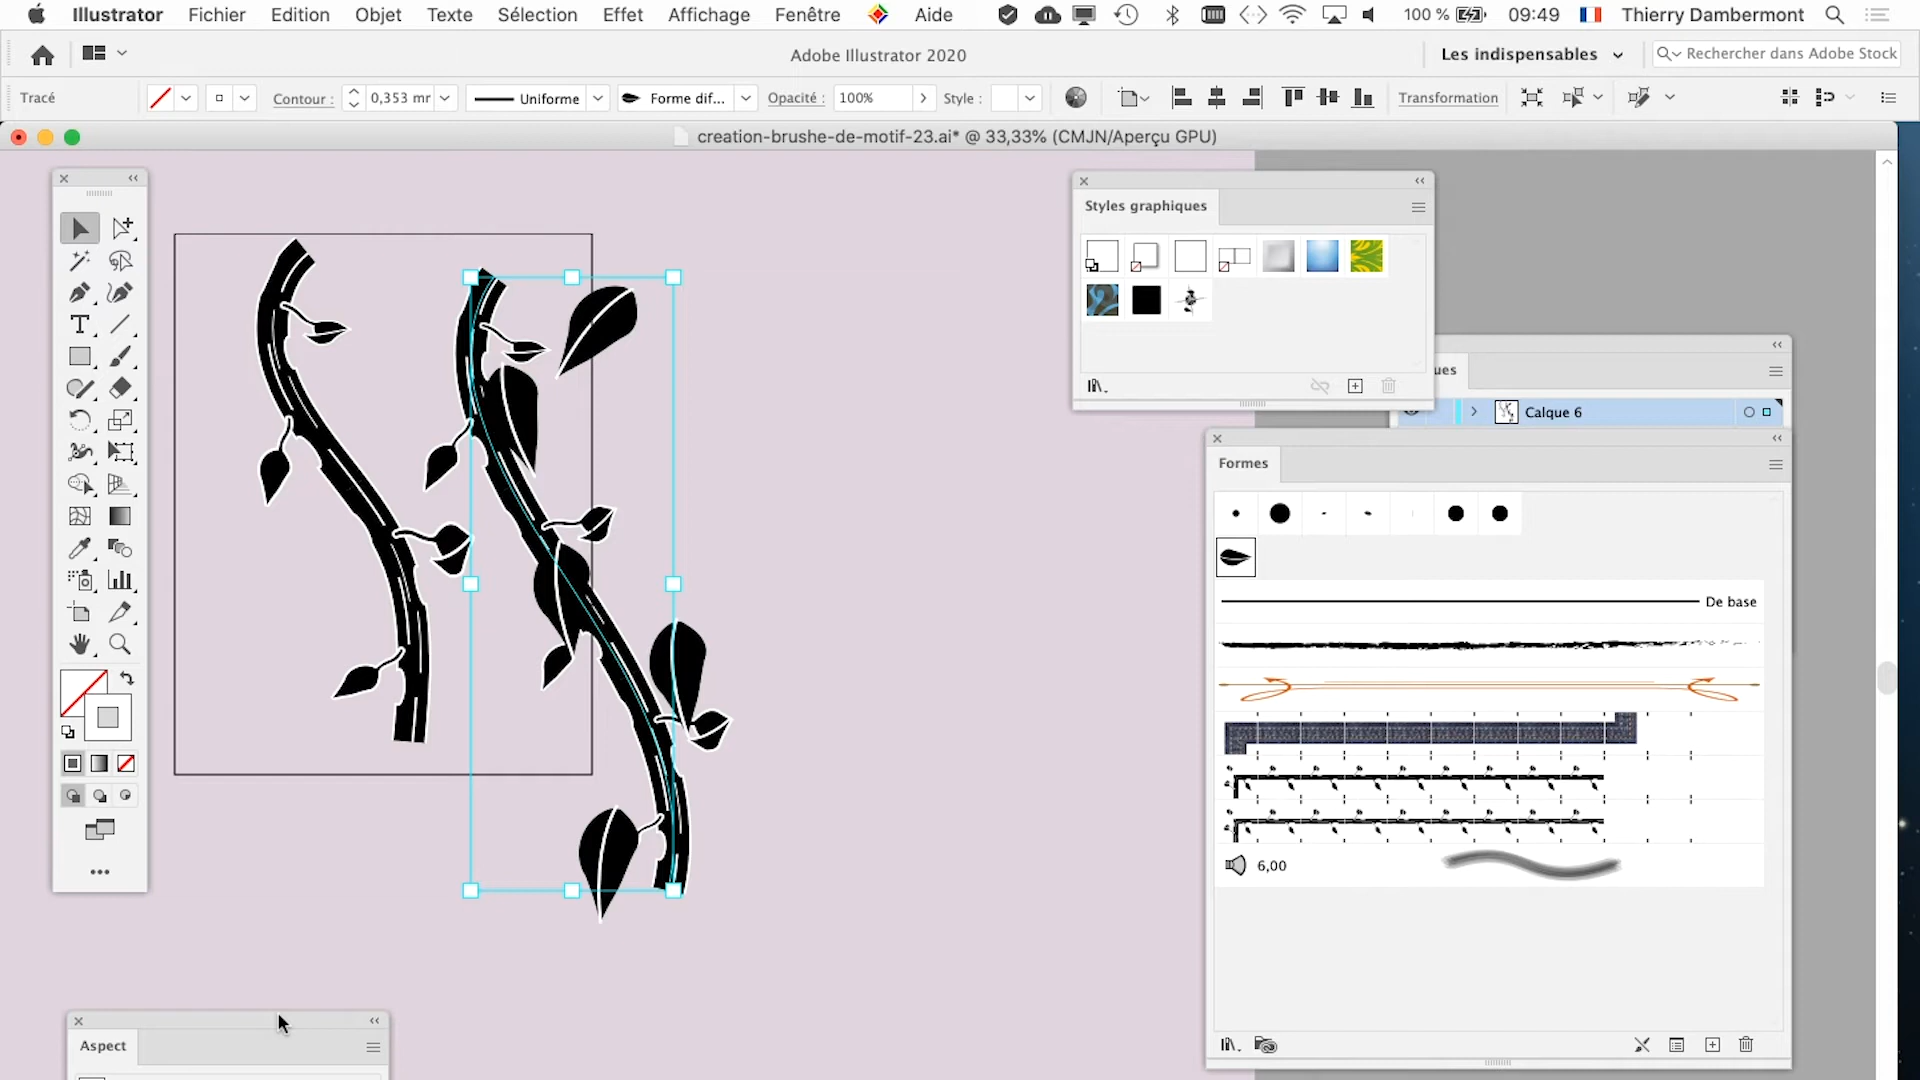 Illustrator Fichier Edition Objet Texte Sélection Effet Affichage Fenêtre Aide 100 % 09:49 Thierry Dambermont
Adobe Illustrator 2020 Les indispensables Rechercher dans Adobe Stock
Tracé Contour : 0,353 mr Uniforme Forme dif... Opacité : 100% Style : Transformation
creation-brushe-de-motif-23.ai* @ 33,33% (CMJN/Aperçu GPU)
Styles graphiques
ues
Calque 6
Formes
De base
6,00
Aspect